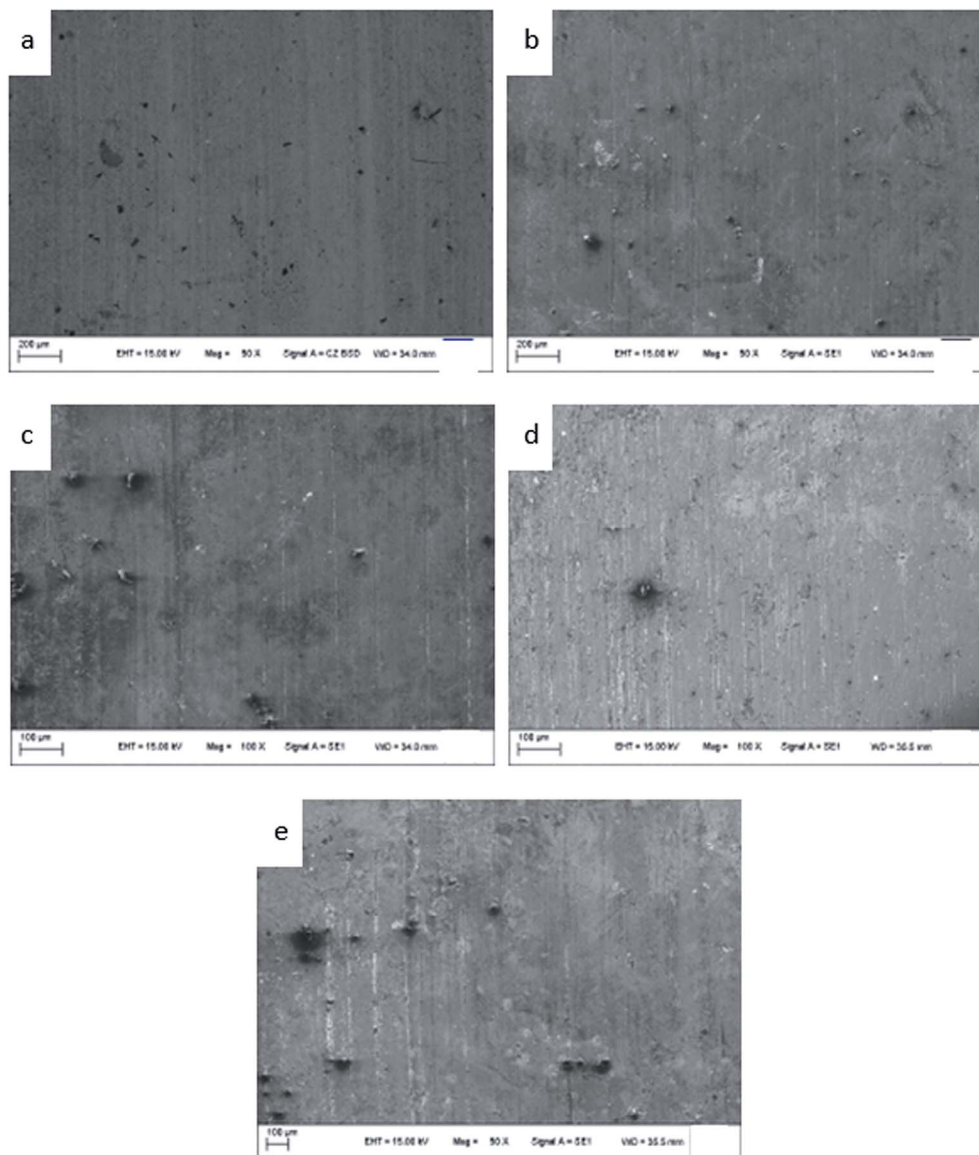 a
b
200 µm EHT = 15.00 kV Mag = 50 X Signal A = CZ BSD WD = 34.0 mm
200 µm EHT = 15.00 kV Mag = 50 X Signal A = SE1 WD = 34.0 mm
c
d
100 µm EHT = 15.00 kV Mag = 100 X Signal A = SE1 WD = 34.0 mm
100 µm EHT = 15.00 kV Mag = 100 X Signal A = SE1 WD = 35.5 mm
e
100 µm EHT = 15.00 kV Mag = 50 X Signal A = SE1 WD = 35.5 mm